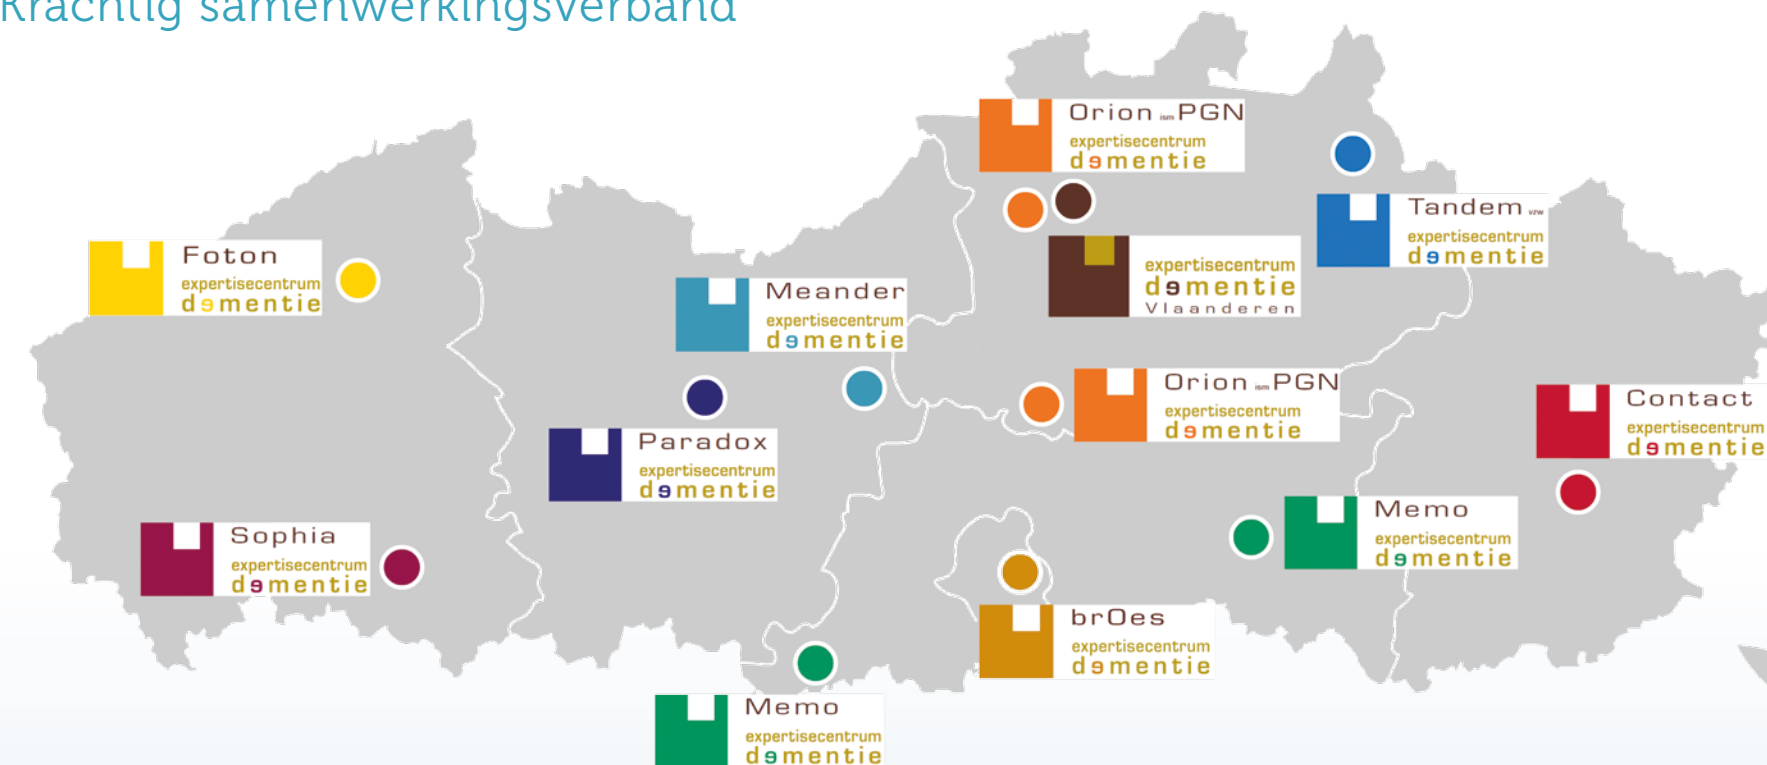 Krachtig samenwerkingsverband
Orion ism PGN
expertisecentrum
dementie
Tandem vzw
expertisecentrum
dementie
Foton
expertisecentrum
dementie
expertisecentrum
dementie
Vlaanderen
Meander
expertisecentrum
dementie
Orion ism PGN
expertisecentrum
dementie
Contact
expertisecentrum
dementie
Paradox
expertisecentrum
dementie
Memo
expertisecentrum
dementie
Sophia
expertisecentrum
dementie
brOes
expertisecentrum
dementie
Memo
expertisecentrum
dementie